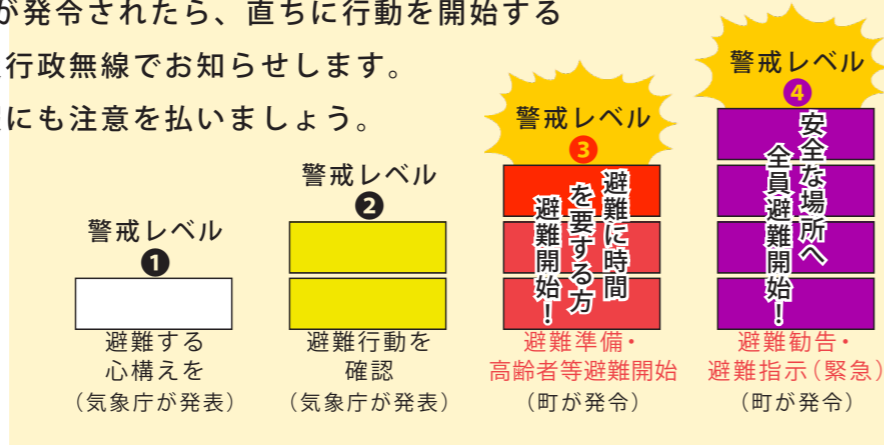 が発令されたら、直ちに行動を開始する
行政無線でお知らせします。
にも注意を払いましょう。
警戒レベル
❶
避難する
心構えを
（気象庁が発表）
警戒レベル
❷
避難行動を
確認
（気象庁が発表）
警戒レベル
❸
避難に時間
を要する方
避難開始！
避難準備・
高齢者等避難開始
（町が発令）
警戒レベル
❹
安全な場所へ
全員避難開始！
避難勧告・
避難指示（緊急）
（町が発令）